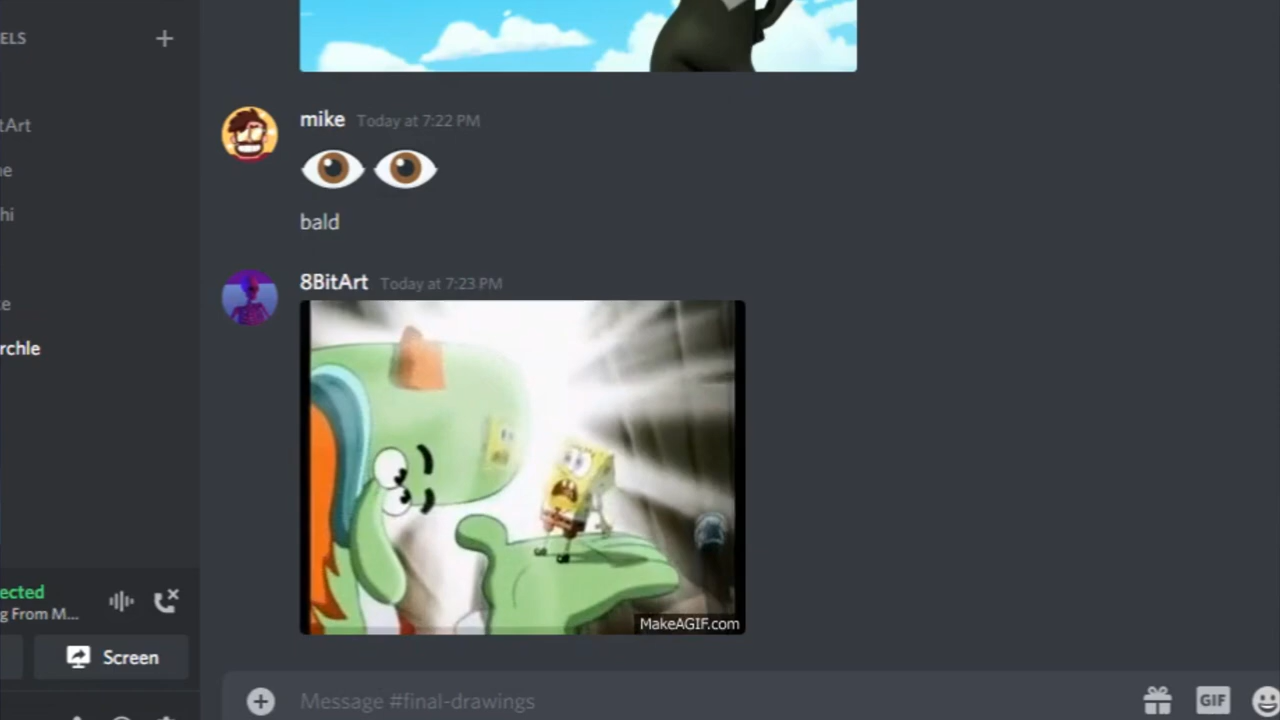 ELS
tArt
e
hi
e
rchle
ected
g From M...
Screen
mike Today at 7:22 PM
bald
8BitArt Today at 7:23 PM
MakeAGIF.com
Message #final-drawings
GIF